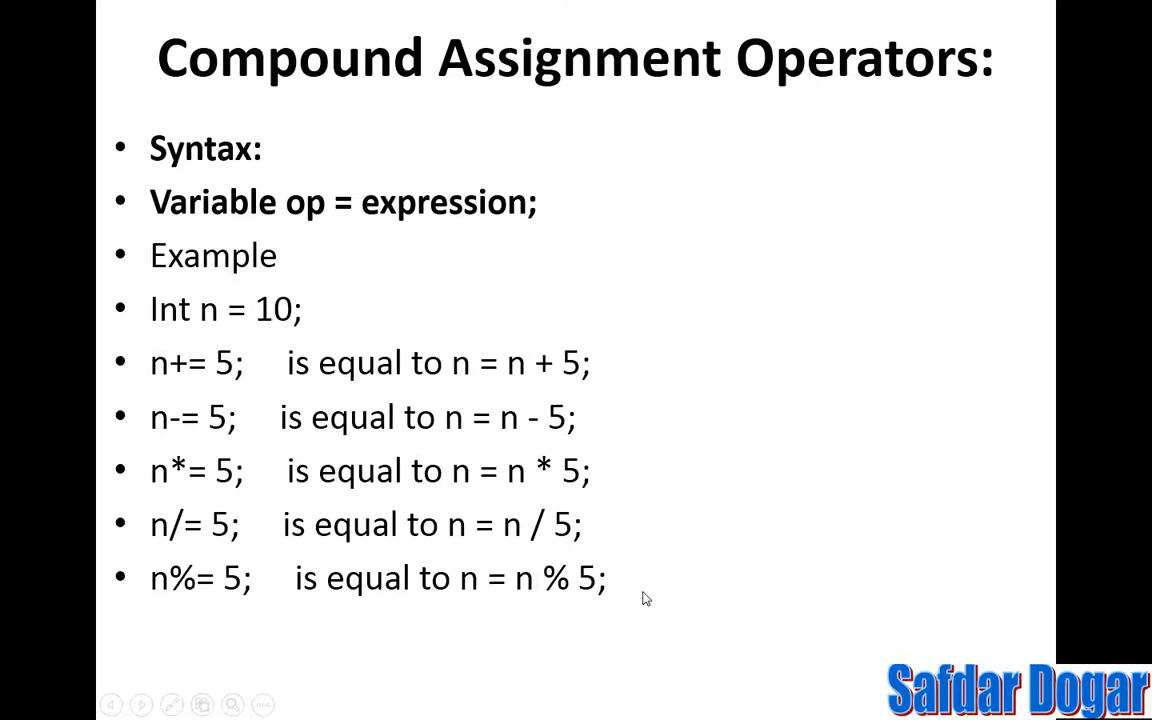 Compound Assignment Operators:
• Syntax:
• Variable op = expression;
• Example
• Int n = 10;
• n+= 5; is equal to n = n + 5;
• n-= 5; is equal to n = n - 5;
• n*= 5; is equal to n = n * 5;
• n/= 5; is equal to n = n / 5;
• n%= 5; is equal to n = n % 5;
Safdar Dogar